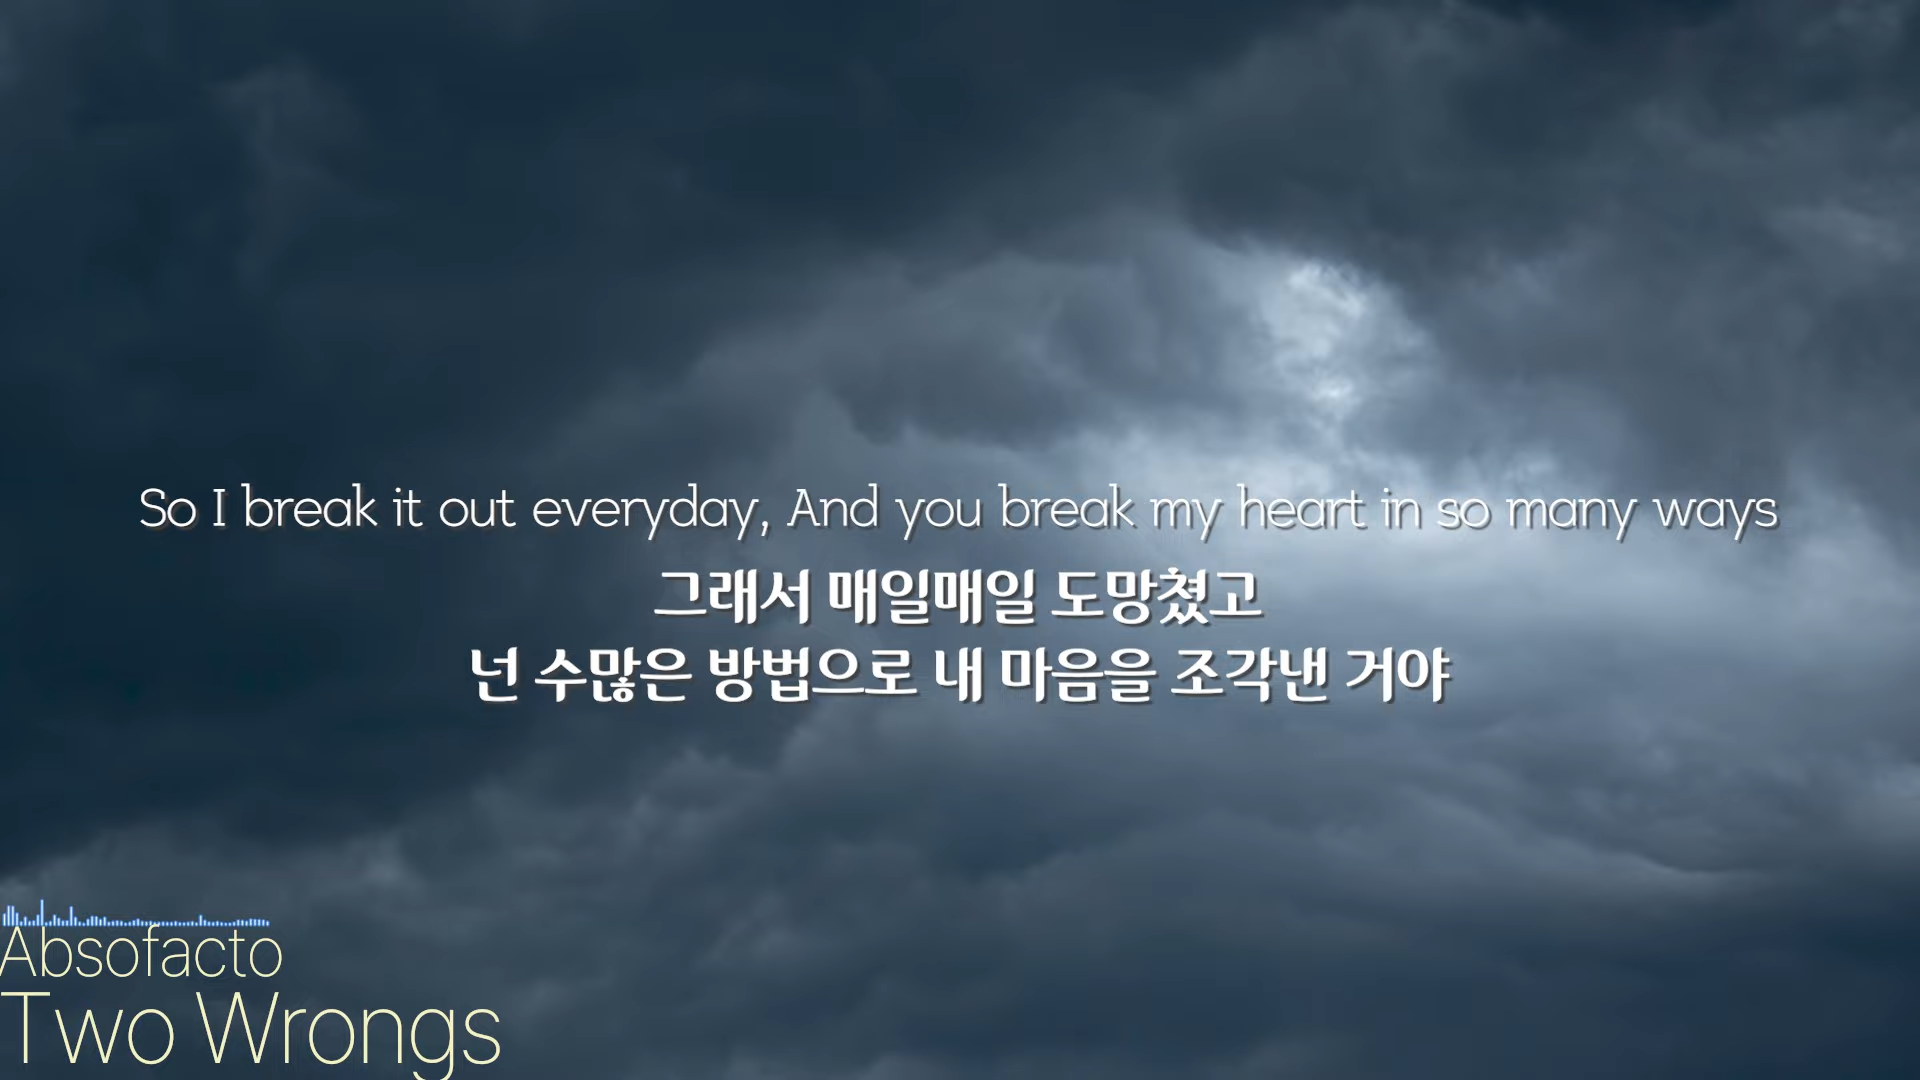 So I break it out everyday, And you break my heart in so many ways
그래서 매일매일 도망쳤고
넌 수많은 방법으로 내 마음을 조각낸 거야
Absofacto
Two Wrongs